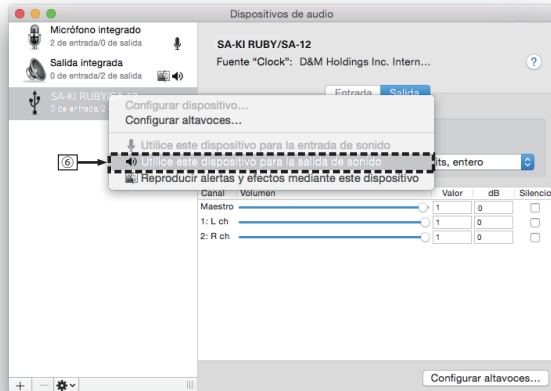 Dispositivos de audio
Micrófono integrado
2 de entrada/0 de salida
Salida integrada
0 de entrada/2 de salida
SA-KI RUBY/SA-12
0 de entrada/2 de salida
SA-KI RUBY/SA-12
Fuente “Clock”: D&M Holdings Inc. Intern...
?
Entrada Salida
Configurar dispositivo...
Configurar altavoces...
Utilice este dispositivo para la entrada de sonido
⑥ Utilice este dispositivo para la salida de sonido
Reproducir alertas y efectos mediante este dispositivo
its, entero
Canal Volumen Valor dB Silencio
Maestro 1 0
1: L ch 1 0
2: R ch 1 0
Configurar altavoces...